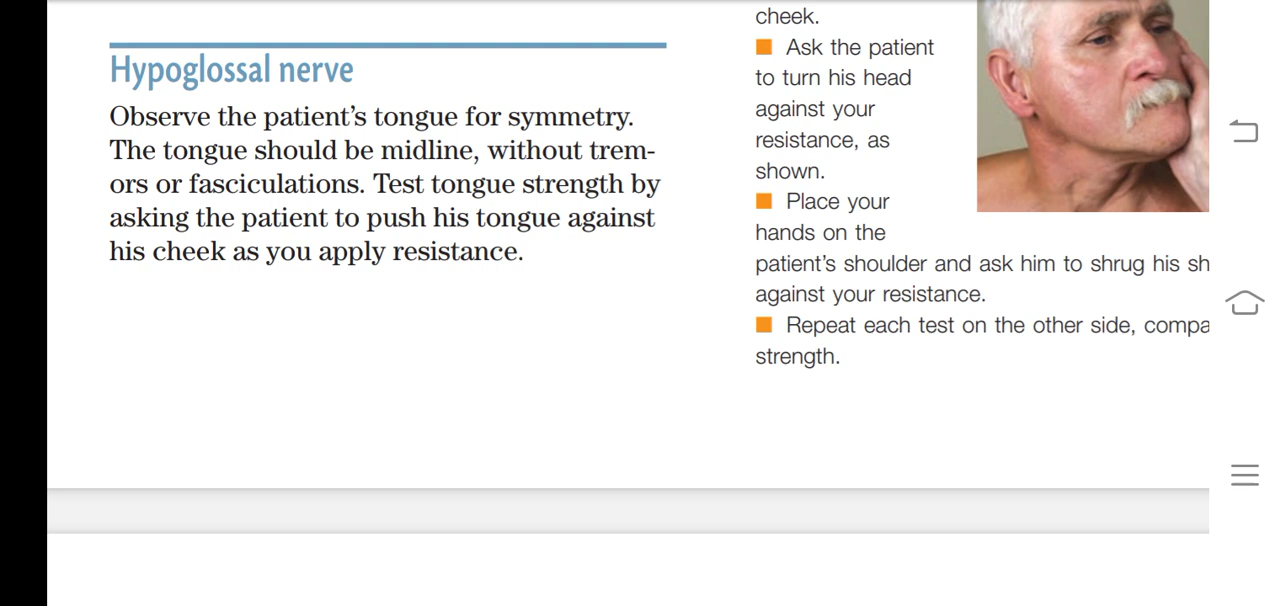 Hypoglossal nerve
Observe the patient's tongue for symmetry.
The tongue should be midline, without trem-
ors or fasciculations. Test tongue strength by
asking the patient to push his tongue against
his cheek as you apply resistance.
cheek.
■ Ask the patient
to turn his head
against your
resistance, as
shown.
■ Place your
hands on the
patient's shoulder and ask him to shrug his sh
against your resistance.
■ Repeat each test on the other side, compa
strength.